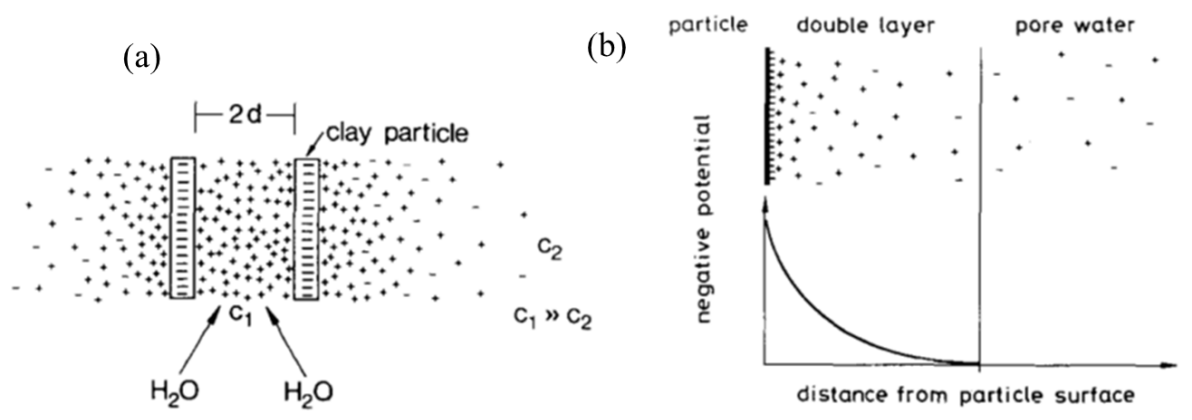 (a)
2d
clay particle
C₂
C₁
C₁ » C₂
H₂O H₂O
(b)
particle double layer pore water
negative potential
distance from particle surface